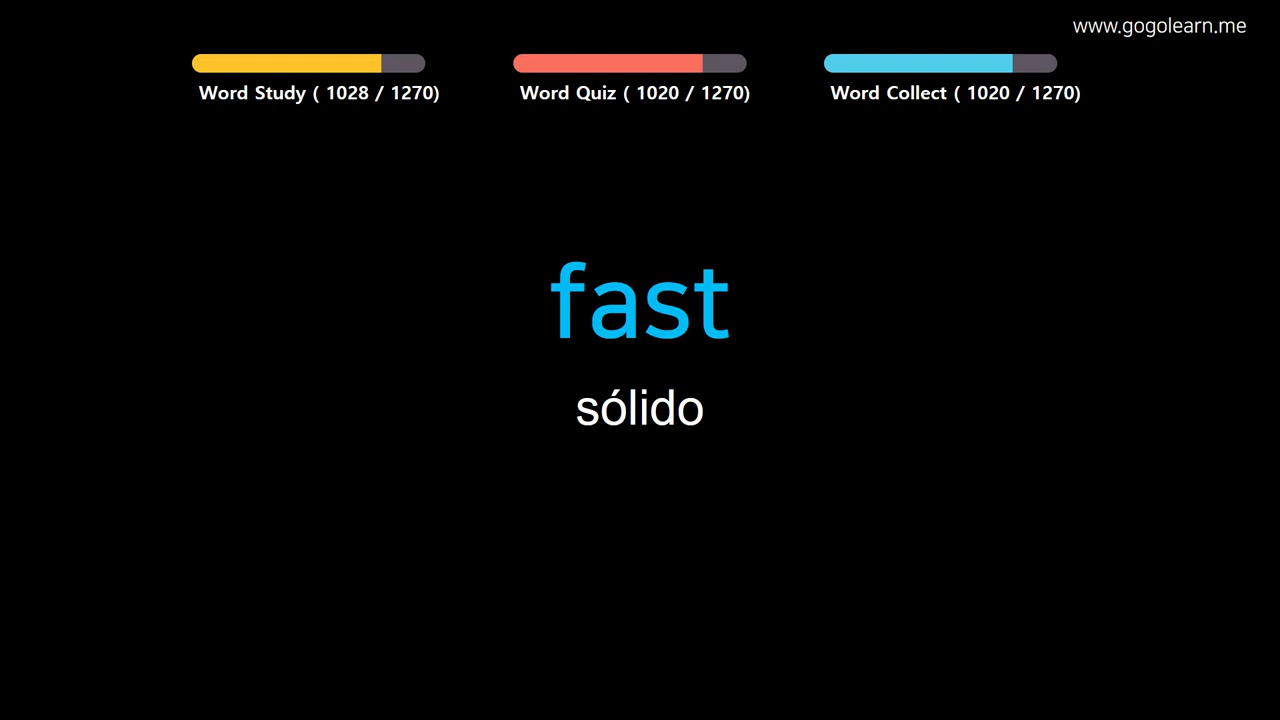 www.gogolearn.me
Word Study ( 1028 / 1270)
Word Quiz ( 1020 / 1270)
Word Collect ( 1020 / 1270)
fast
sólido